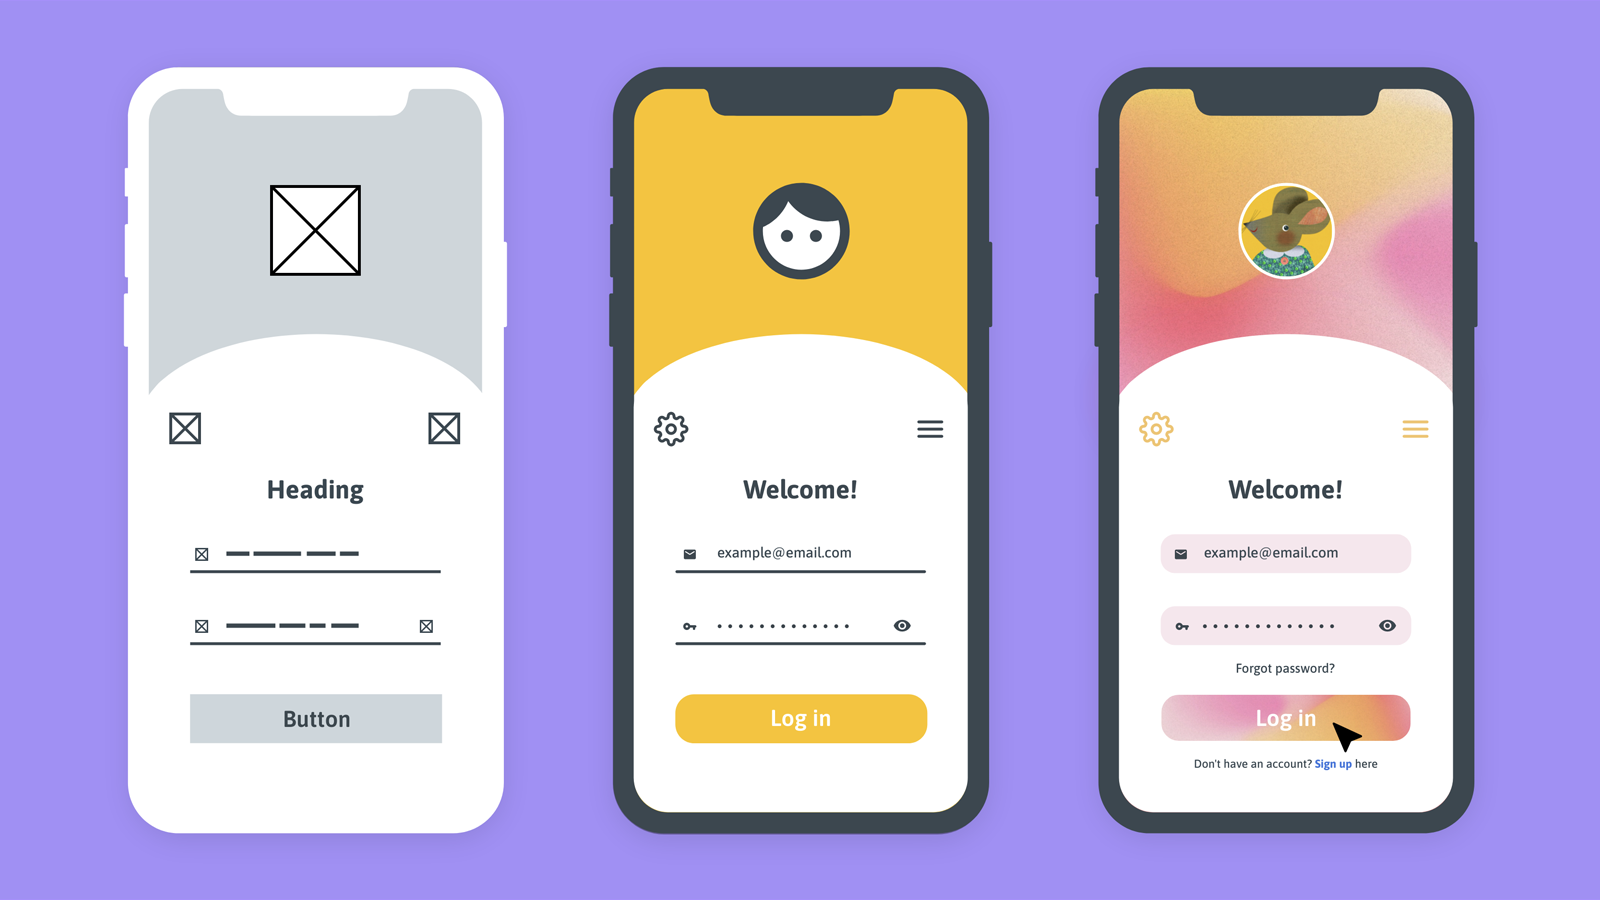 Heading
Button
Welcome!
example@email.com
Log in
Welcome!
example@email.com
Forgot password?
Log in
Don't have an account? Sign up here